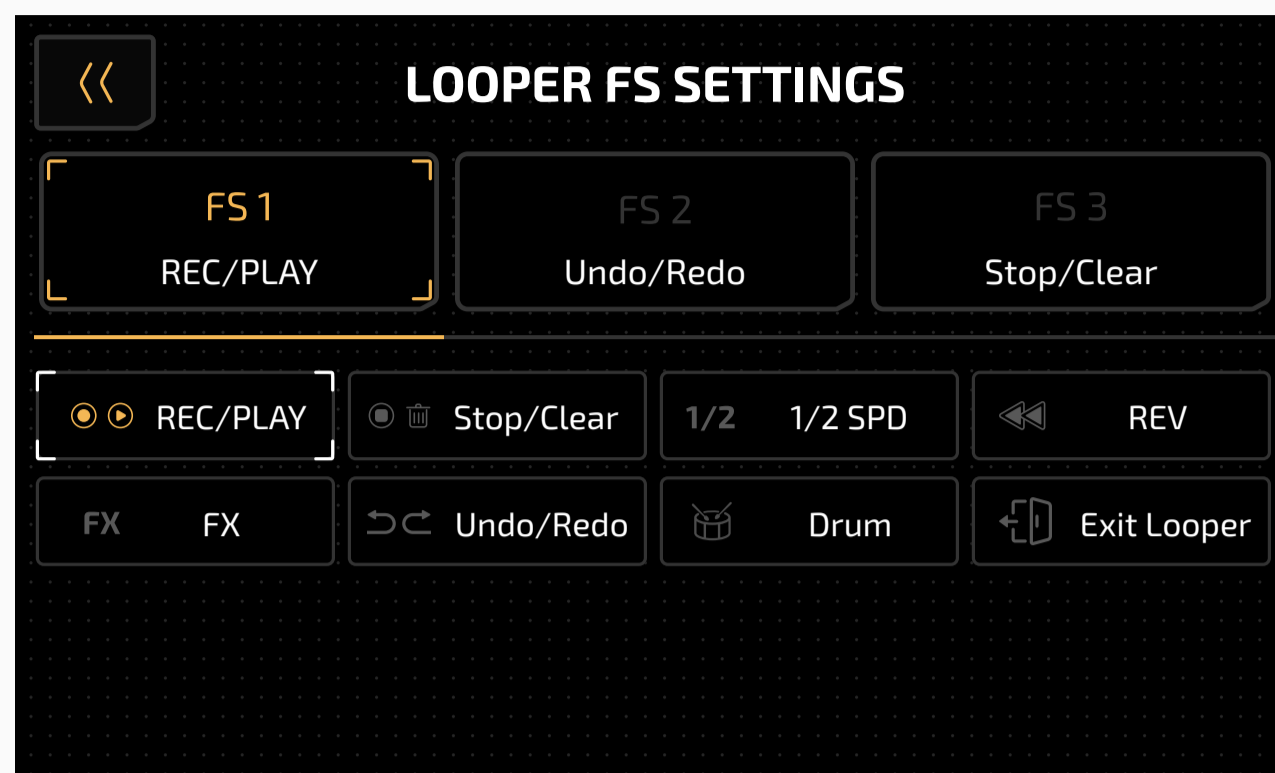 LOOPER FS SETTINGS
FS 1
REC/PLAY
FS 2
Undo/Redo
FS 3
Stop/Clear
REC/PLAY
Stop/Clear
1/2 1/2 SPD
REV
FX FX
Undo/Redo
Drum
Exit Looper